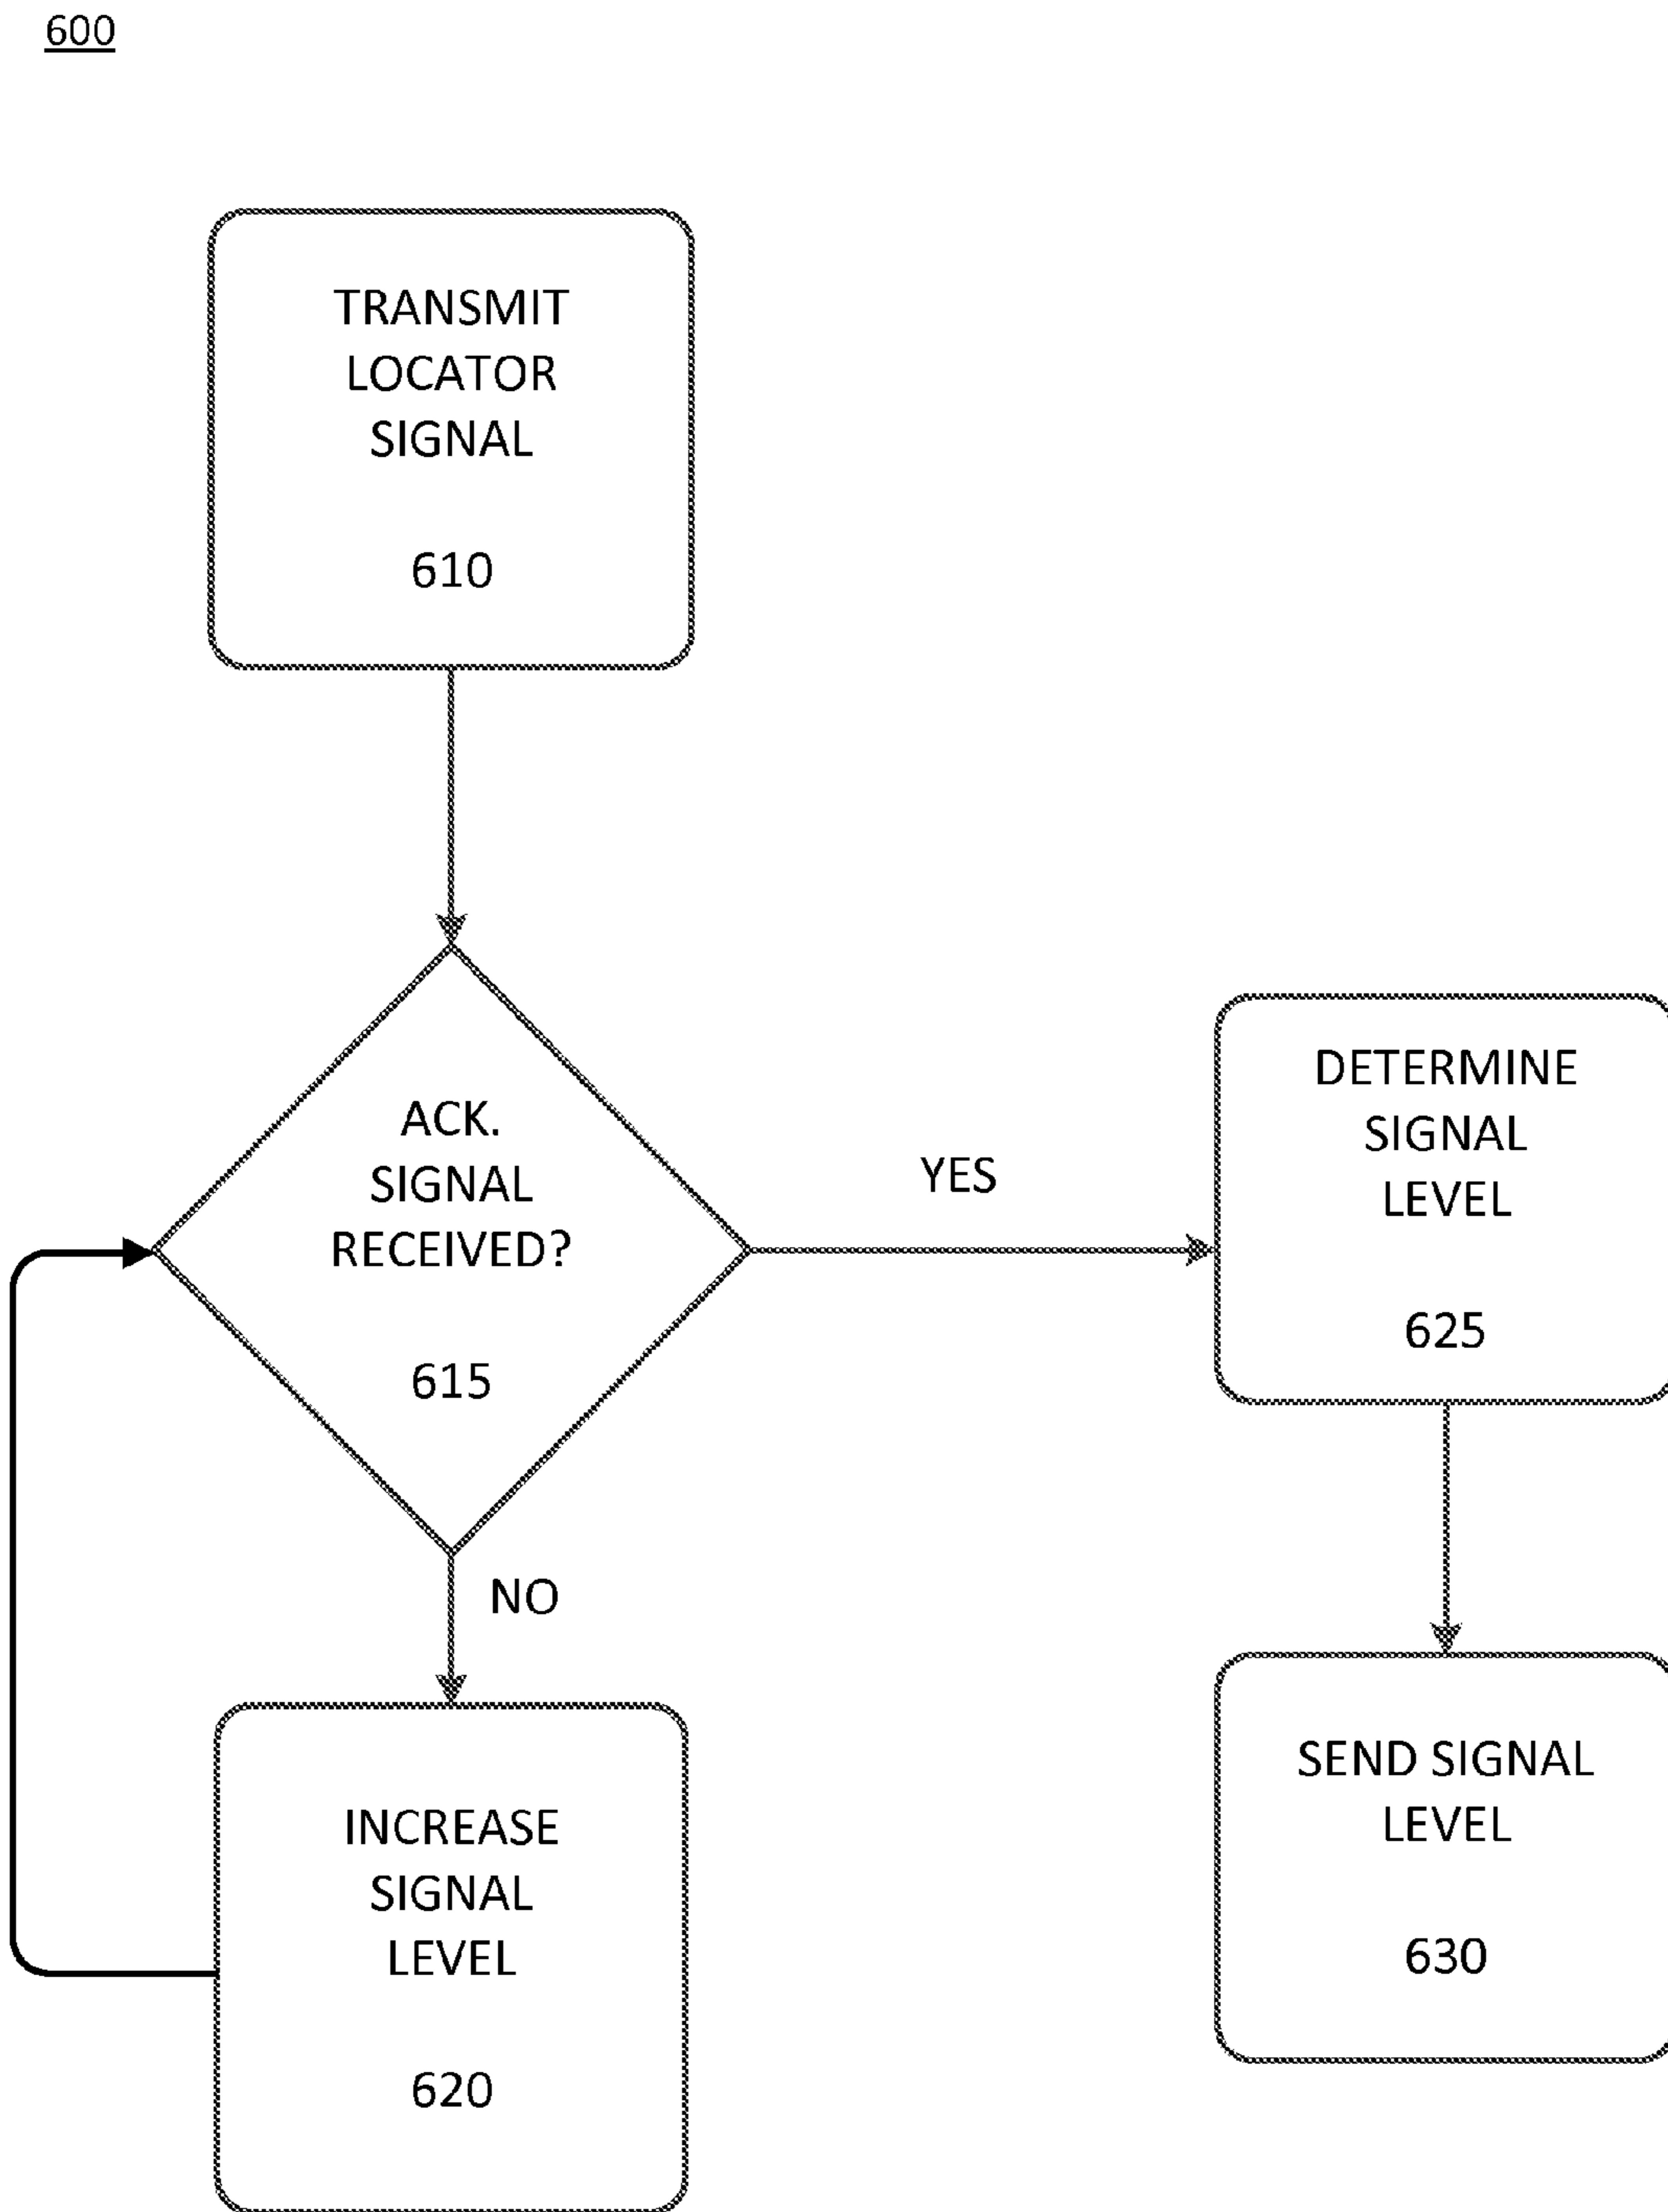 600
TRANSMIT
LOCATOR
SIGNAL
610
ACK.
SIGNAL
RECEIVED?
615
YES
DETERMINE
SIGNAL
LEVEL
625
NO
INCREASE
SIGNAL
LEVEL
620
SEND SIGNAL
LEVEL
630